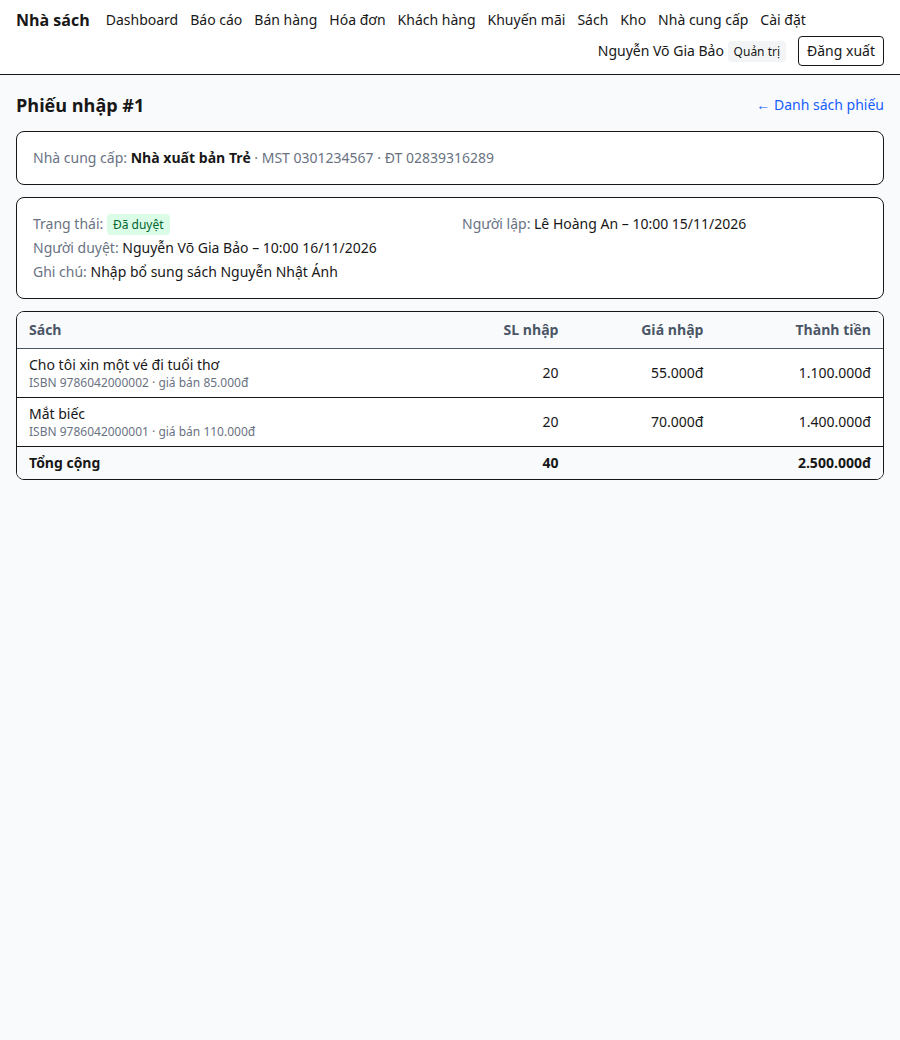 Nhà sách Dashboard Báo cáo Bán hàng Hóa đơn Khách hàng Khuyến mãi Sách Kho Nhà cung cấp Cài đặt
Nguyễn Võ Gia Bảo Quản trị Đăng xuất
Phiếu nhập #1 ← Danh sách phiếu
Nhà cung cấp: Nhà xuất bản Trẻ · MST 0301234567 · ĐT 02839316289
Trạng thái: Đã duyệt Người lập: Lê Hoàng An – 10:00 15/11/2026
Người duyệt: Nguyễn Võ Gia Bảo – 10:00 16/11/2026
Ghi chú: Nhập bổ sung sách Nguyễn Nhật Ánh
Sách SL nhập Giá nhập Thành tiền
Cho tôi xin một vé đi tuổi thơ 20 55.000đ 1.100.000đ
ISBN 9786042000002 · giá bán 85.000đ
Mắt biếc 20 70.000đ 1.400.000đ
ISBN 9786042000001 · giá bán 110.000đ
Tổng cộng 40 2.500.000đ